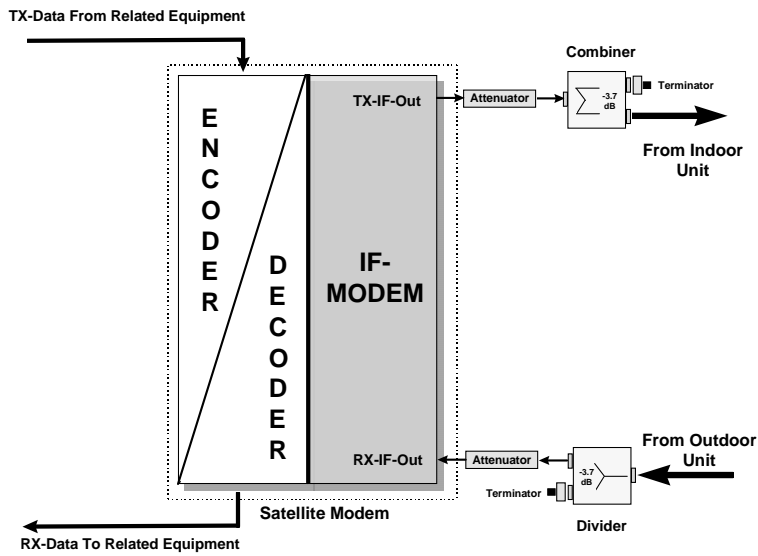 TX-Data From Related Equipment
Combiner
TX-IF-Out
Attenuator
-3.7
dB
Terminator
From Indoor
Unit
ENCODER
DECODER
IF-
MODEM
RX-IF-Out
Attenuator
-3.7
dB
From Outdoor
Unit
Terminator
Divider
Satellite Modem
RX-Data To Related Equipment